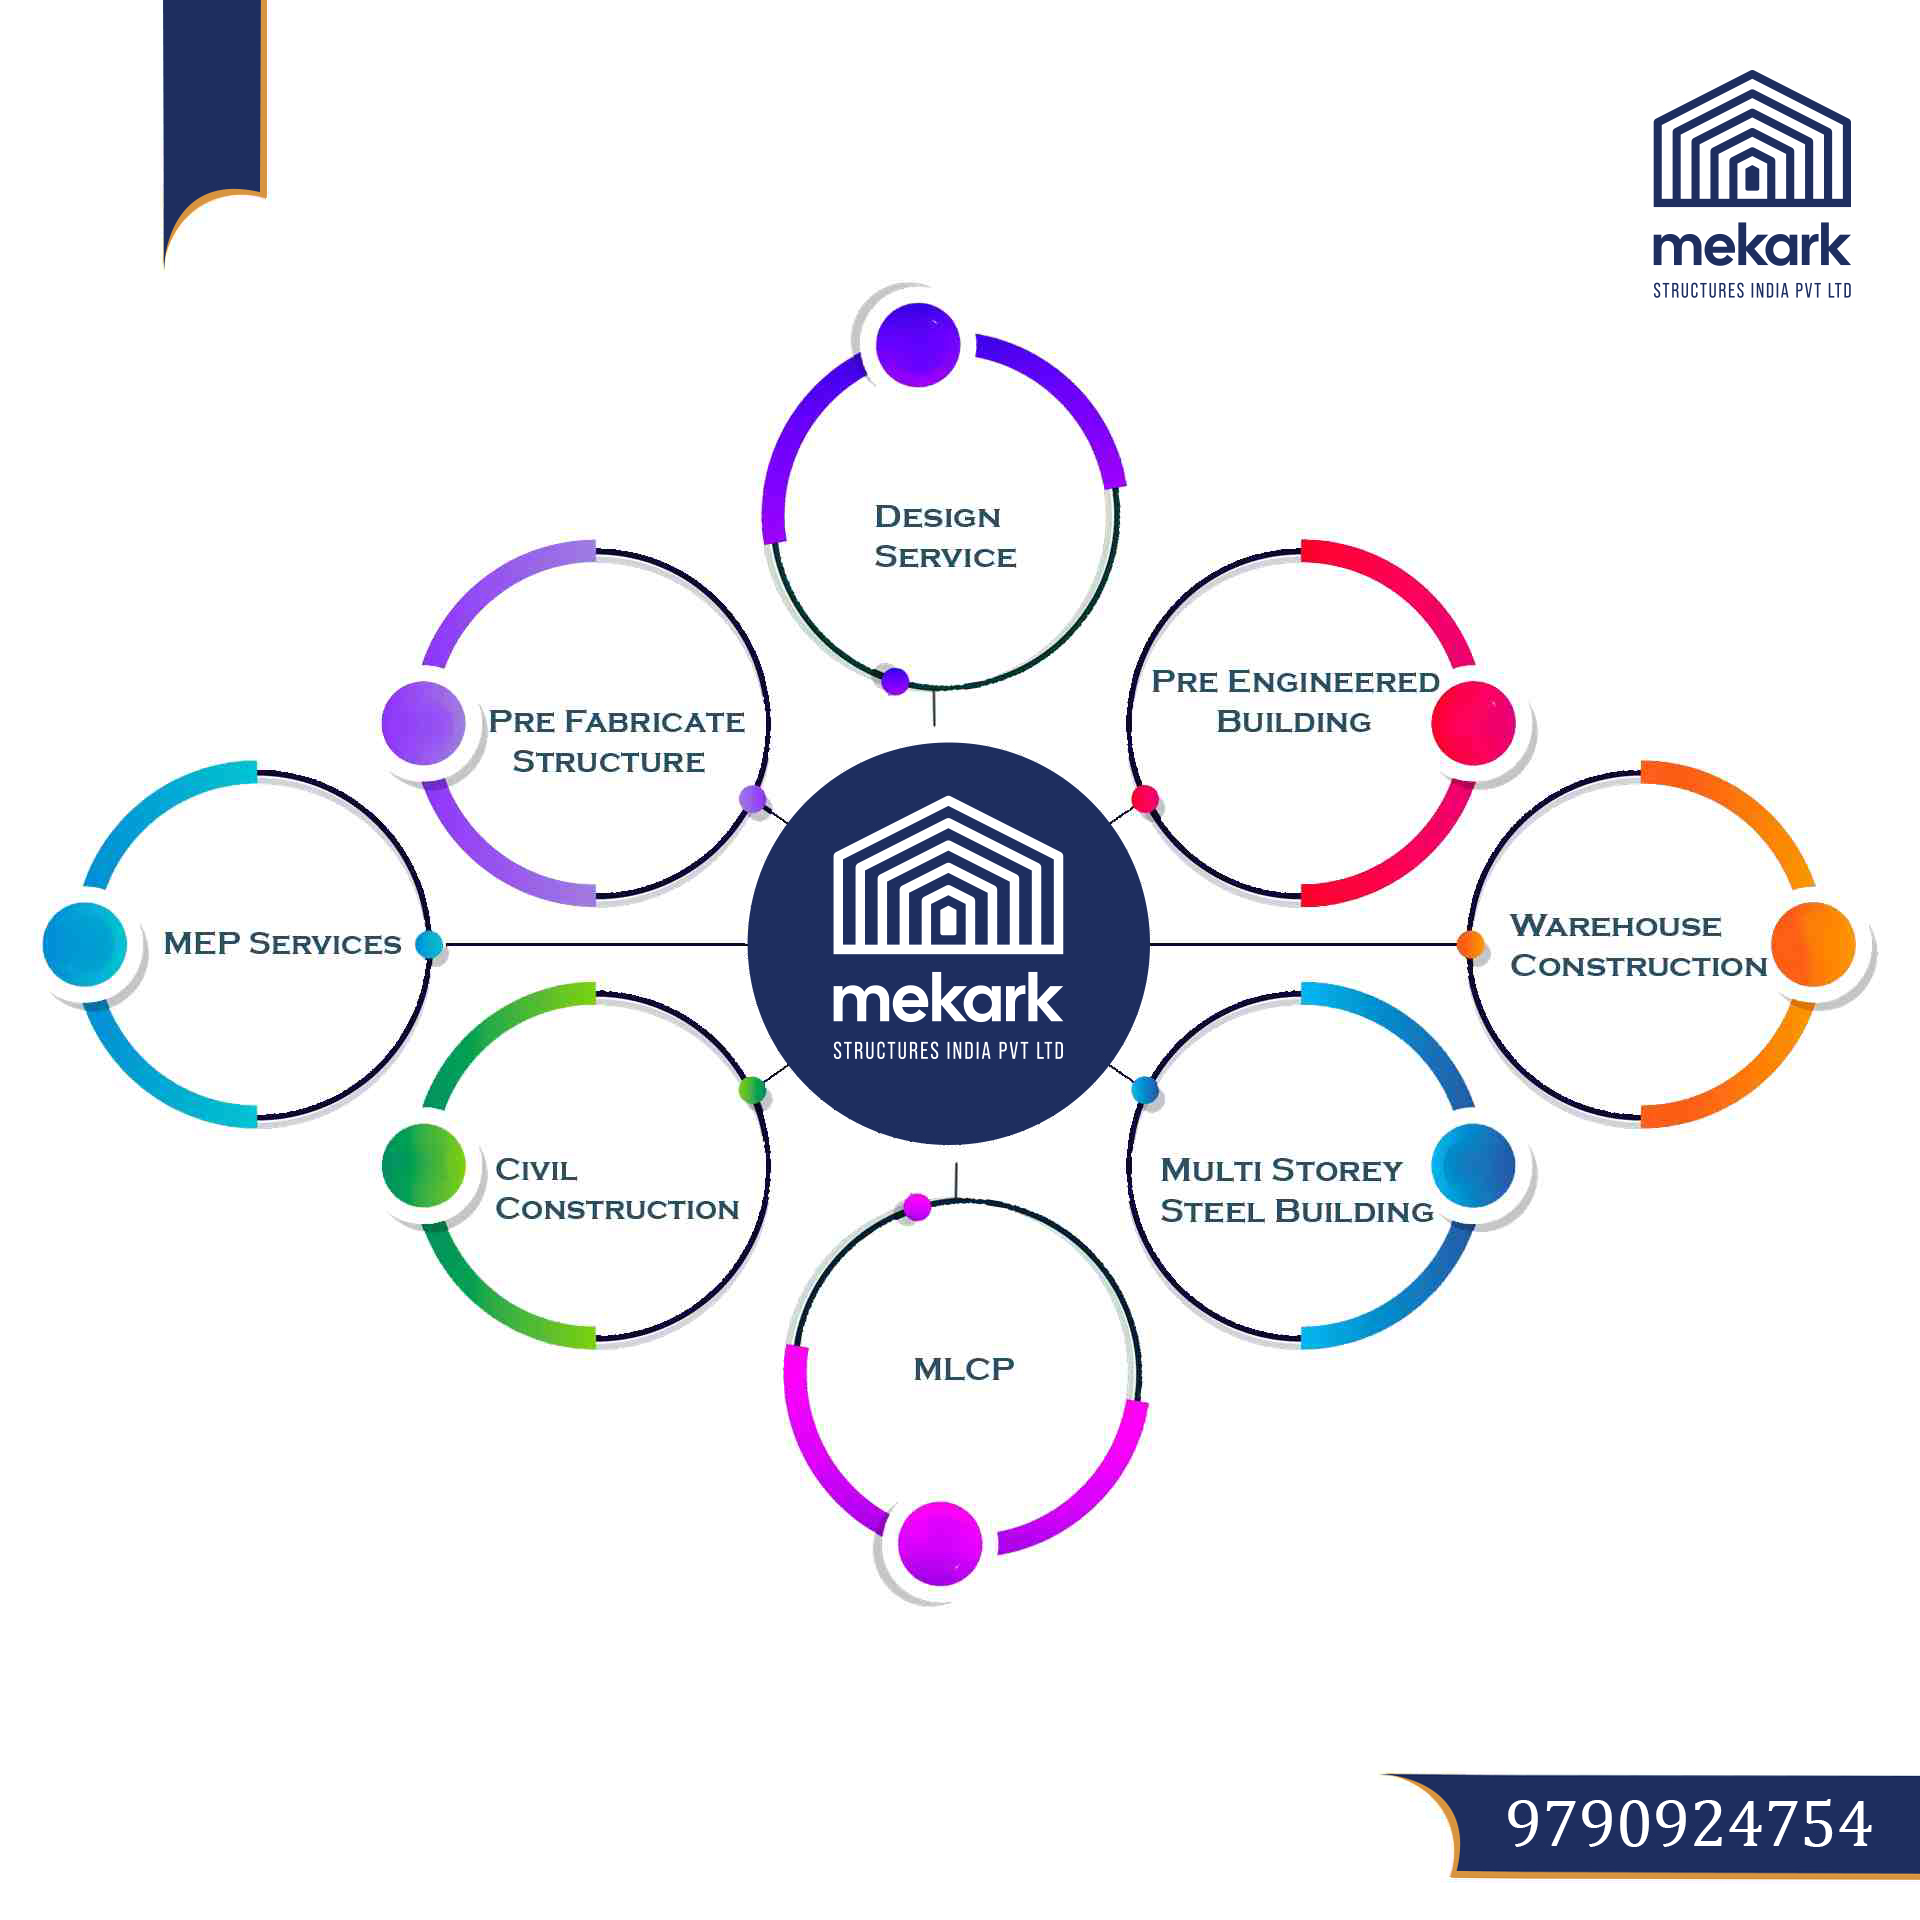 mekark
STRUCTURES INDIA PVT LTD
DESIGN
SERVICE
PRE FABRICATE
STRUCTURE
PRE ENGINEERED
BUILDING
MEP SERVICES
mekark
STRUCTURES INDIA PVT LTD
WAREHOUSE
CONSTRUCTION
CIVIL
CONSTRUCTION
MULTI STOREY
STEEL BUILDING
MLCP
9790924754